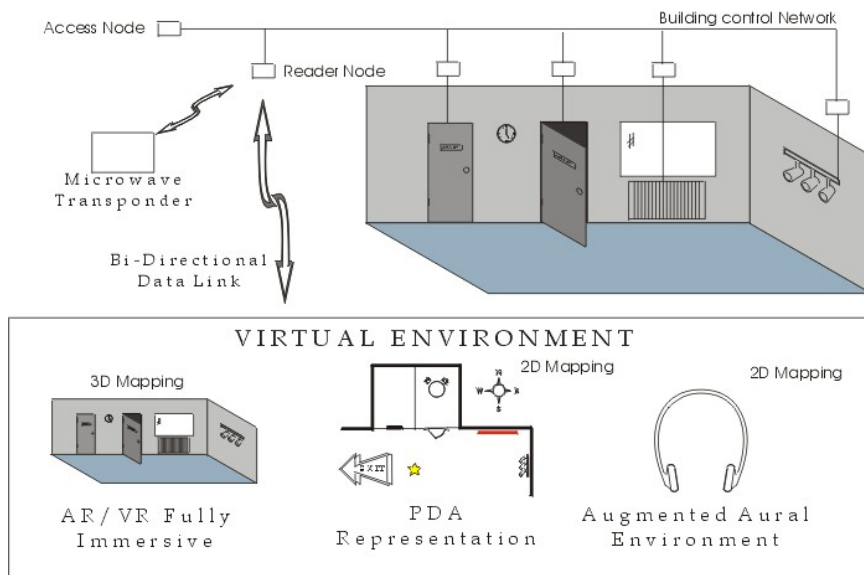 Building control Network
Access Node
Reader Node
Microwave
Transponder
Bi-Directional
Data Link
VIRTUAL ENVIRONMENT
3D Mapping
2D Mapping
2D Mapping
N
W
E
S
EXIT
AR/VR Fully
Immersive
PDA
Representation
Augmented Aural
Environment